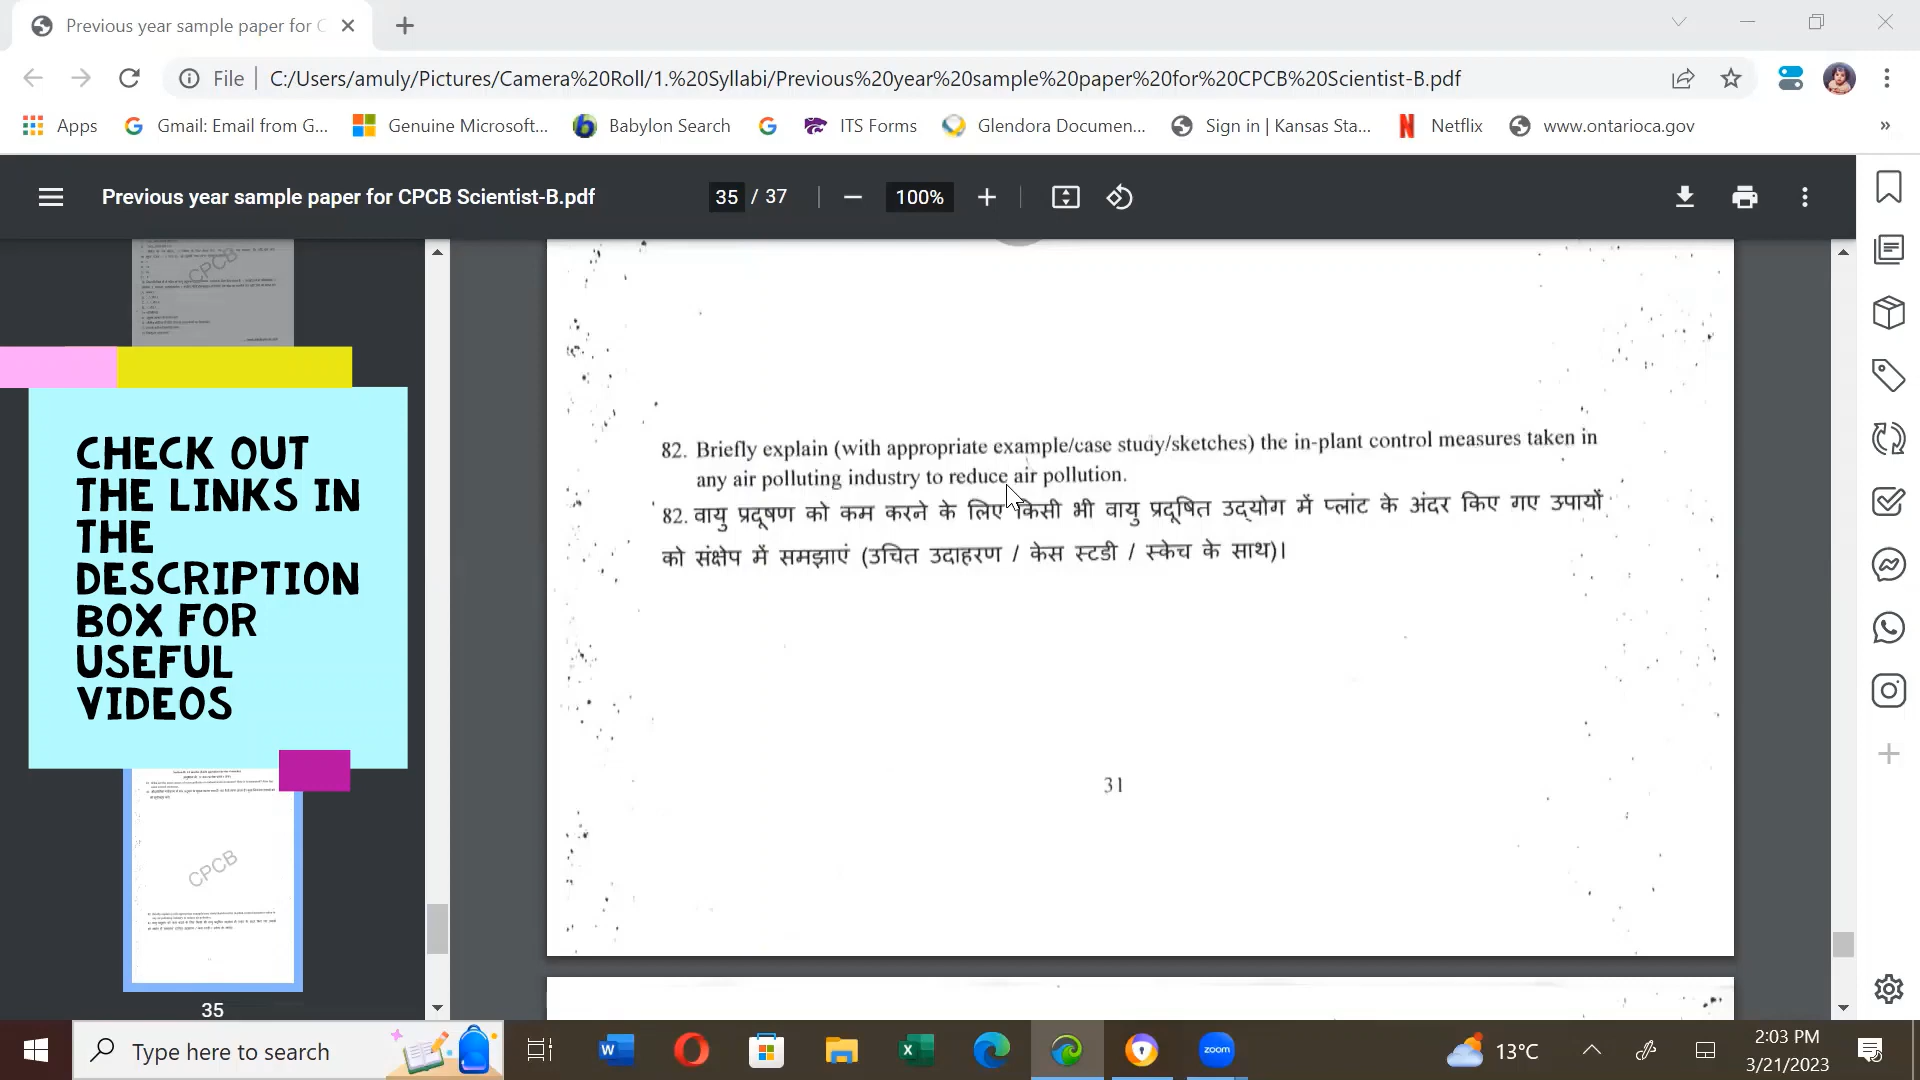 Previous year sample paper for C
File
C:/Users/amuly/Pictures/Camera%20Roll/1.%20Syllabi/Previous%20year%20sample%20paper%20for%20CPCB%20Scientist-B.pdf
Apps
Gmail: Email from G...
Genuine Microsoft...
Babylon Search
ITS Forms
Glendora Documen...
Sign in | Kansas Sta...
Netflix
www.ontarioca.gov
»
Previous year sample paper for CPCB Scientist-B.pdf
35 / 37
100%
CPCB
CHECK OUT
THE LINKS IN
THE
DESCRIPTION
BOX FOR
USEFUL
VIDEOS
CPCB
35
82. Briefly explain (with appropriate example/case study/sketches) the in-plant control measures taken in
any air polluting industry to reduce air pollution.
82. वायु प्रदूषण को कम करने के लिए किसी भी वायु प्रदूषित उद्योग में प्लांट के अंदर किए गए उपायों
को संक्षेप में समझाएं (उचित उदाहरण / केस स्टडी / स्केच के साथ)।
31
Type here to search
zoom
13°C
2:03 PM
3/21/2023